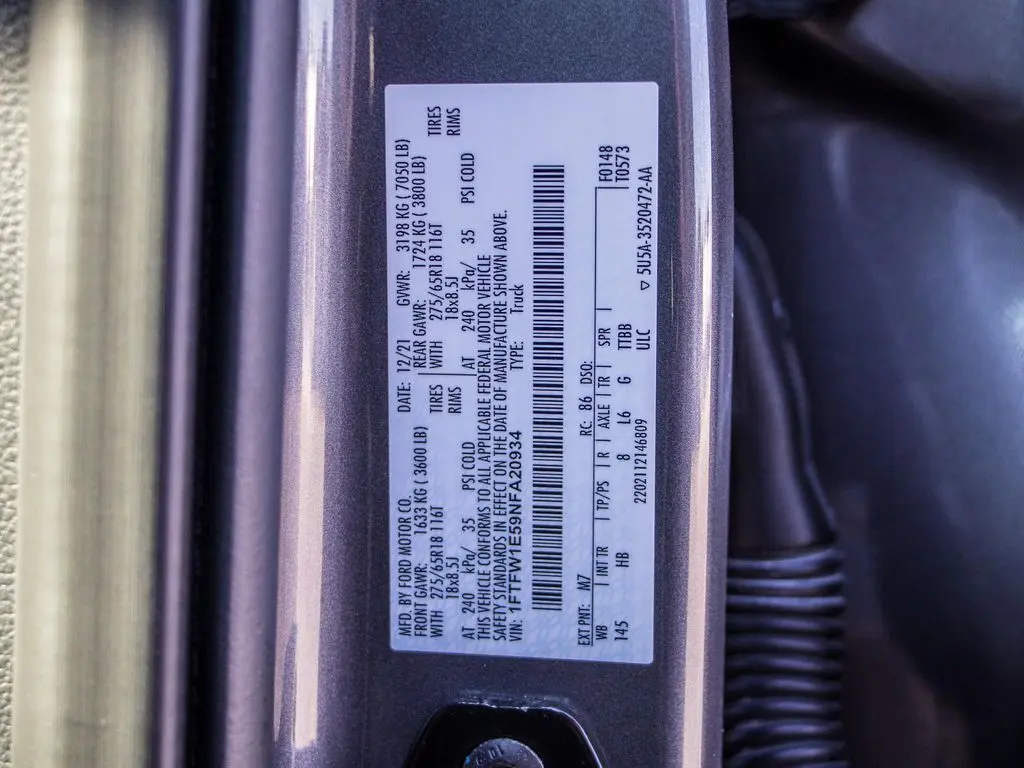 MFD. BY FORD MOTOR CO. DATE: 12/21 GVWR: 3198 KG ( 7050 LB)
FRONT GAWR: 1633 KG ( 3600 LB) REAR GAWR: 1724 KG ( 3800 LB)
WITH 275/65R18 116T TIRES WITH 275/65R18 116T TIRES
18x8.5J RIMS 18x8.5J RIMS
AT 240 kPa/ 35 PSI COLD AT 240 kPa/ 35 PSI COLD
THIS VEHICLE CONFORMS TO ALL APPLICABLE FEDERAL MOTOR VEHICLE
SAFETY STANDARDS IN EFFECT ON THE DATE OF MANUFACTURE SHOWN ABOVE.
VIN: 1FTFW1E59NFA20934 TYPE: Truck
EXT PNT: M7 RC: 86 DSO: F0148
WB INT TR TP/PS R AXLE TR SPR T0573
145 HB 8 L6 G TTBB
2202112146809 ULC ▽ 5U5A-3520472-AA